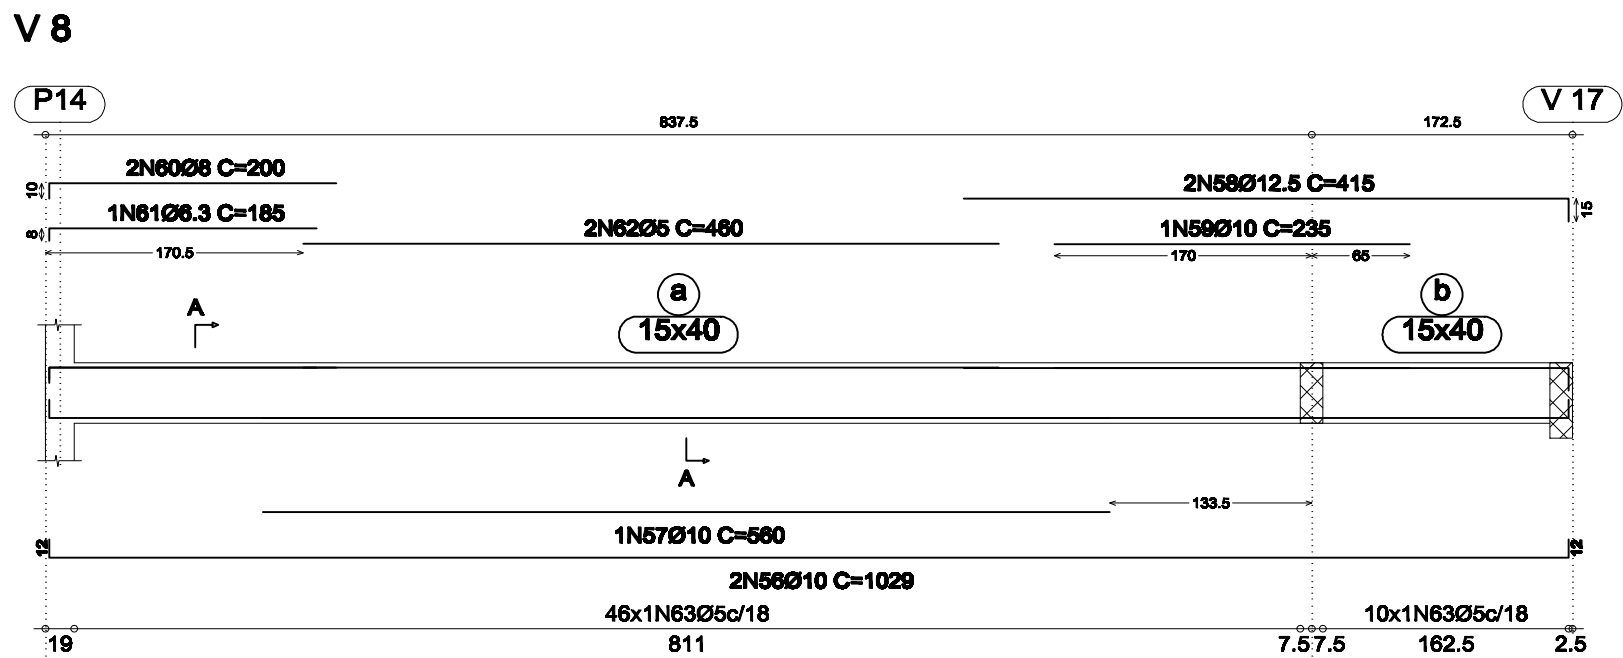 V 8
P14
V 17
837.5
172.5
2N60Ø8 C=200
10
2N58Ø12.5 C=415
15
1N61Ø6.3 C=185
8
2N62Ø5 C=460
1N59Ø10 C=235
170.5
170
65
a
b
A
15x40
15x40
A
133.5
1N57Ø10 C=560
12
12
2N56Ø10 C=1029
46x1N63Ø5c/18
10x1N63Ø5c/18
19
811
7.5
7.5
162.5
2.5